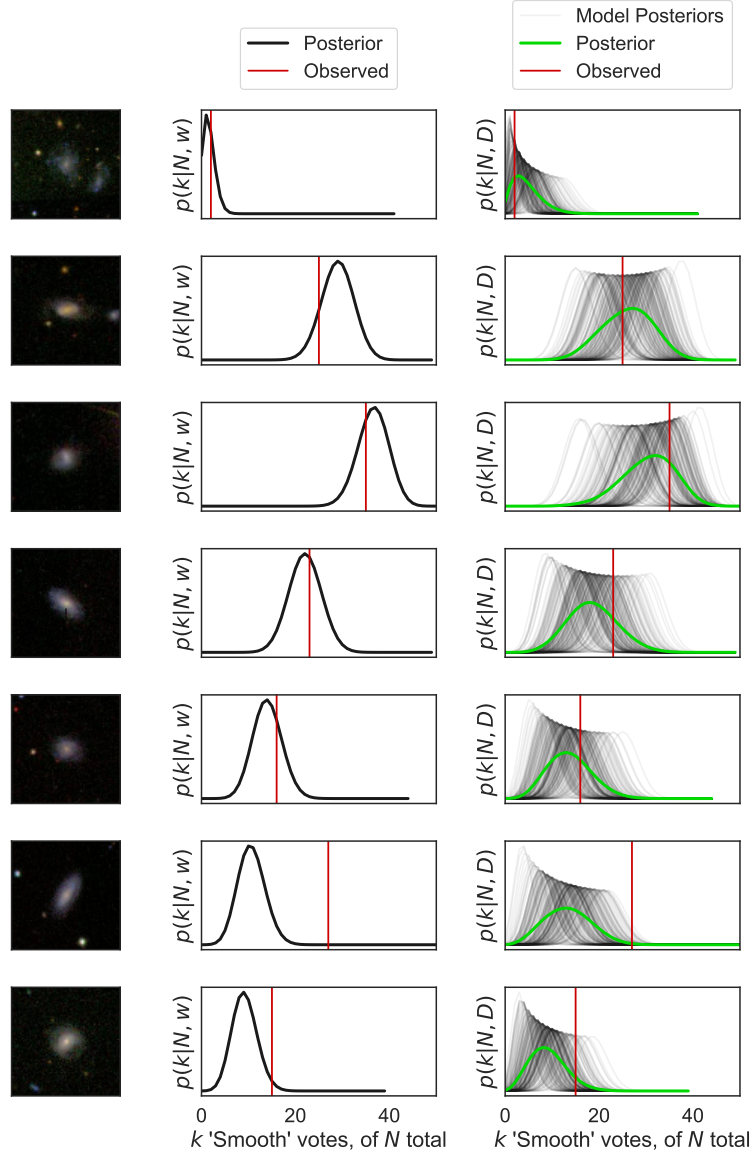 Posterior
Observed
Model Posteriors
Posterior
Observed
p(k|N, w)
p(k|N, D)
p(k|N, w)
p(k|N, D)
p(k|N, w)
p(k|N, D)
p(k|N, w)
p(k|N, D)
p(k|N, w)
p(k|N, D)
p(k|N, w)
p(k|N, D)
p(k|N, w)
p(k|N, D)
0 20 40
0 20 40
k 'Smooth' votes, of N total
k 'Smooth' votes, of N total